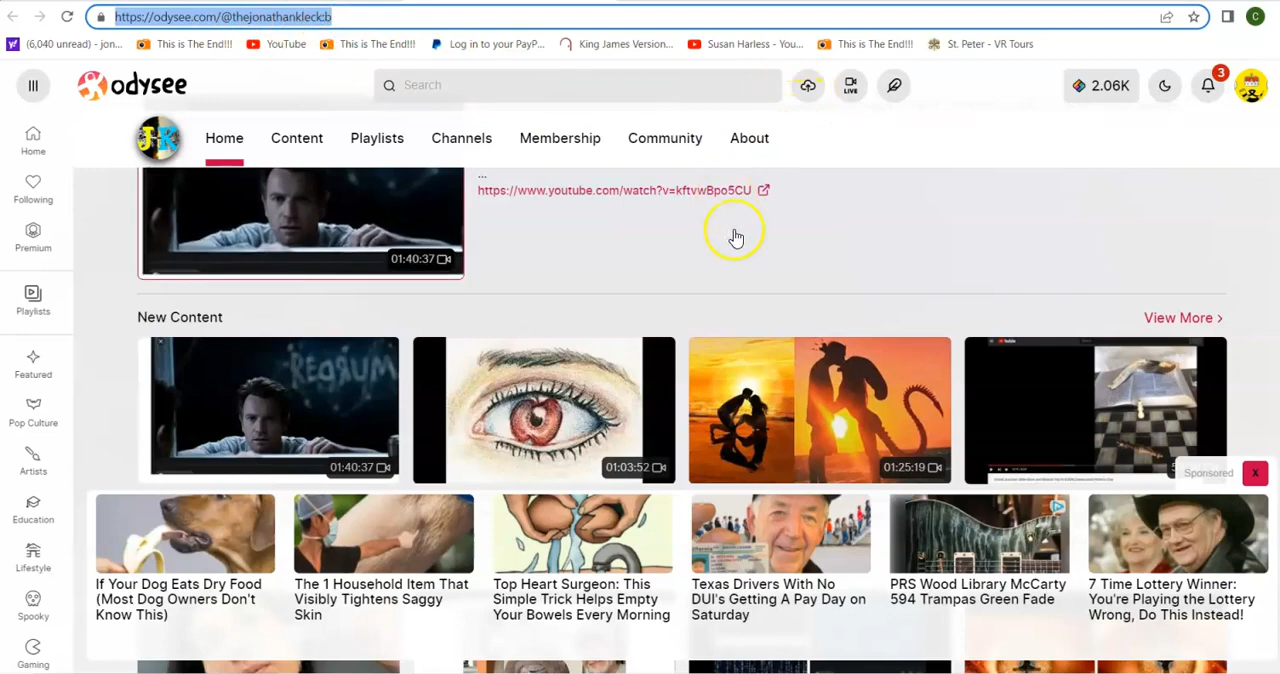 https://odysee.com/@thejonathankleck:b
(6,040 unread) - jon...
This is The End!!!
YouTube
This is The End!!!
Log in to your PayP...
King James Version...
Susan Harless - You...
This is The End!!!
St. Peter - VR Tours
C
odysee
Search
LIVE
2.06K
3
JK
Home
Content
Playlists
Channels
Membership
Community
About
Home
Following
Premium
Playlists
Featured
Pop Culture
Artists
Education
Lifestyle
Spooky
Gaming
...
https://www.youtube.com/watch?v=kftvwBpo5CU
01:40:37
New Content
View More >
REDRUM
01:40:37
01:03:52
01:25:19
Sponsored
X
If Your Dog Eats Dry Food
(Most Dog Owners Don't
Know This)
The 1 Household Item That
Visibly Tightens Saggy
Skin
Top Heart Surgeon: This
Simple Trick Helps Empty
Your Bowels Every Morning
Texas Drivers With No
DUI's Getting A Pay Day on
Saturday
PRS Wood Library McCarty
594 Trampas Green Fade
7 Time Lottery Winner:
You're Playing the Lottery
Wrong, Do This Instead!